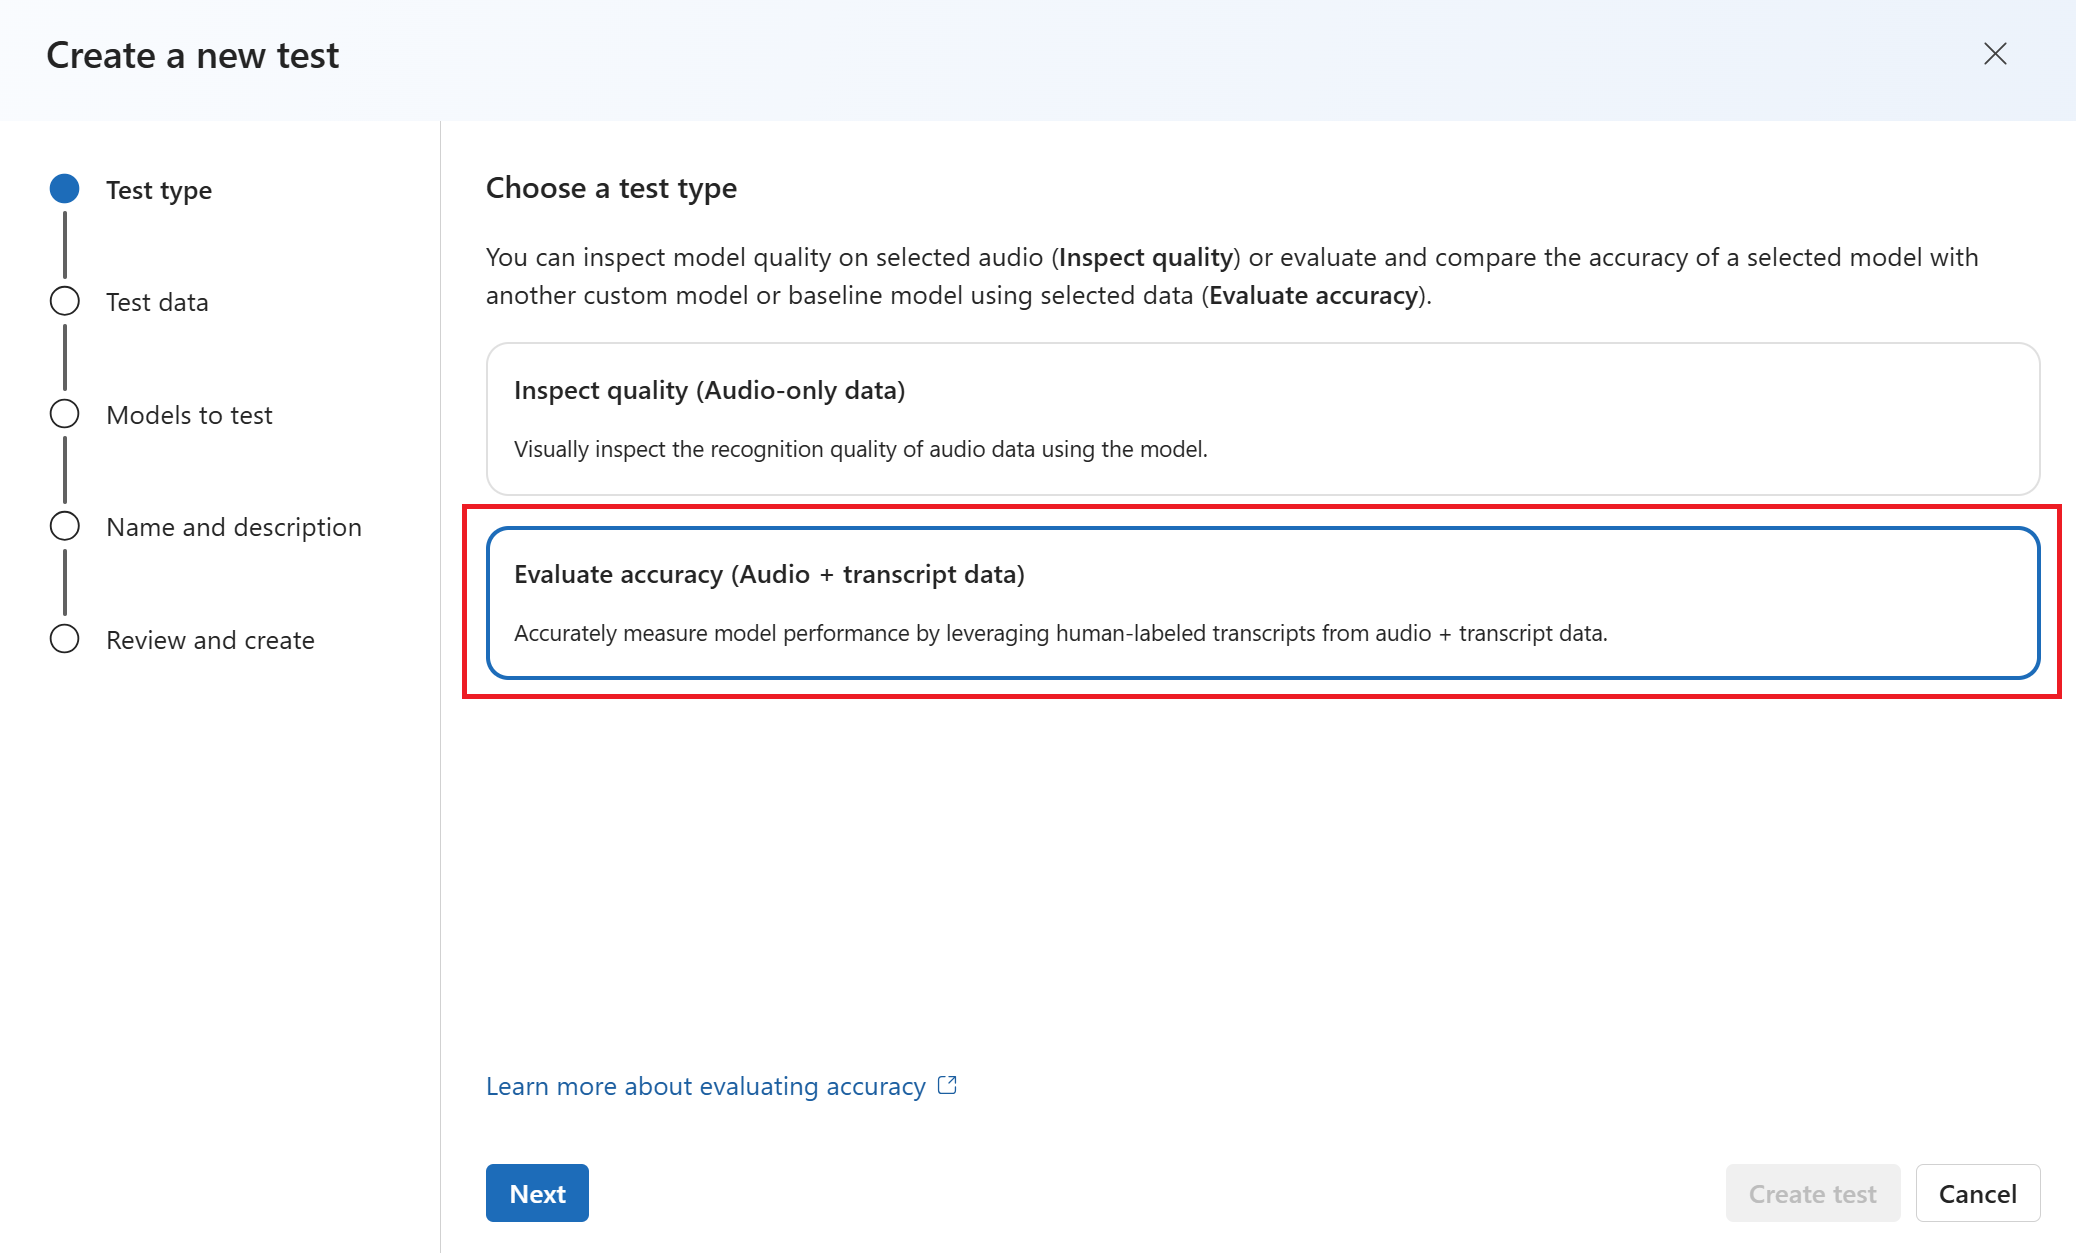 Create a new test
Test type
Test data
Models to test
Name and description
Review and create
Choose a test type
You can inspect model quality on selected audio (Inspect quality) or evaluate and compare the accuracy of a selected model with
another custom model or baseline model using selected data (Evaluate accuracy).
Inspect quality (Audio-only data)
Visually inspect the recognition quality of audio data using the model.
Evaluate accuracy (Audio + transcript data)
Accurately measure model performance by leveraging human-labeled transcripts from audio + transcript data.
Learn more about evaluating accuracy
Next
Create test
Cancel